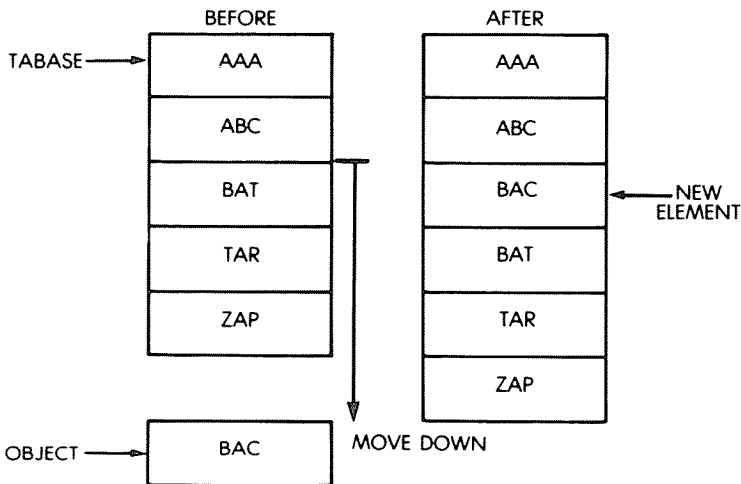 BEFORE
AFTER
TABASE
AAA
AAA
ABC
ABC
BAT
BAC
NEW
ELEMENT
TAR
BAT
ZAP
TAR
ZAP
MOVE DOWN
OBJECT
BAC